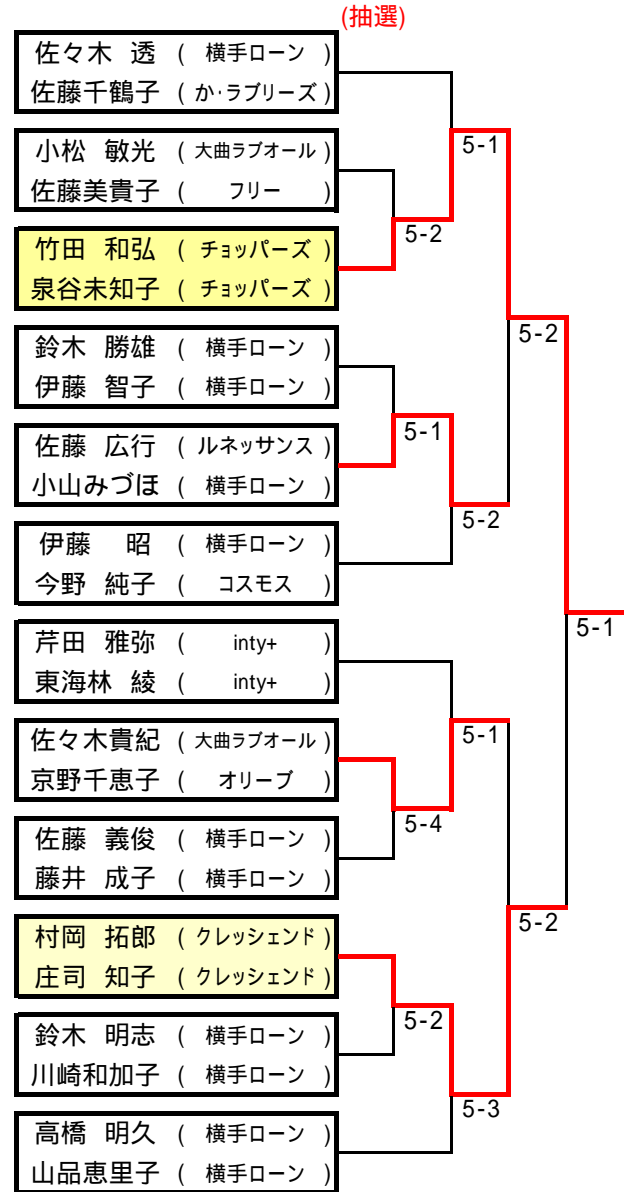 (抽選)
佐々木 透 ( 横手ローン )
佐藤千鶴子 ( か・ラブリーズ )
小松 敏光 ( 大曲ラブオール )
佐藤美貴子 ( フリー )
竹田 和弘 ( チョッパーズ )
泉谷未知子 ( チョッパーズ )
鈴木 勝雄 ( 横手ローン )
伊藤 智子 ( 横手ローン )
佐藤 広行 ( ルネッサンス )
小山みづほ ( 横手ローン )
伊藤 昭 ( 横手ローン )
今野 純子 ( コスモス )
芹田 雅弥 ( inty+ )
東海林 綾 ( inty+ )
佐々木貴紀 ( 大曲ラブオール )
京野千恵子 ( オリーブ )
佐藤 義俊 ( 横手ローン )
藤井 成子 ( 横手ローン )
村岡 拓郎 ( クレッシェンド )
庄司 知子 ( クレッシェンド )
鈴木 明志 ( 横手ローン )
川崎和加子 ( 横手ローン )
高橋 明久 ( 横手ローン )
山品恵里子 ( 横手ローン )
5-2
5-1
5-4
5-2
5-1
5-2
5-1
5-3
5-2
5-2
5-1